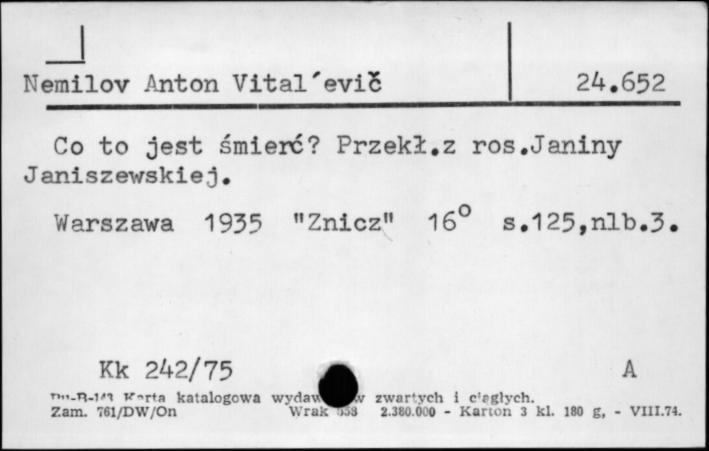 Nemilov Anton Vital´evič 24.652
Co to jest śmierć? Przekł.z ros.Janiny
Janiszewskiej.
Warszawa 1935 "Znicz" 16° s.125,nlb.3.
Kk 242/75 A
Karta katalogowa zwartych i ciągłych.
Zam. 761/DW/On Wrak 2.380.000 - Karton 3 kl. 180 g, - VIII.74.